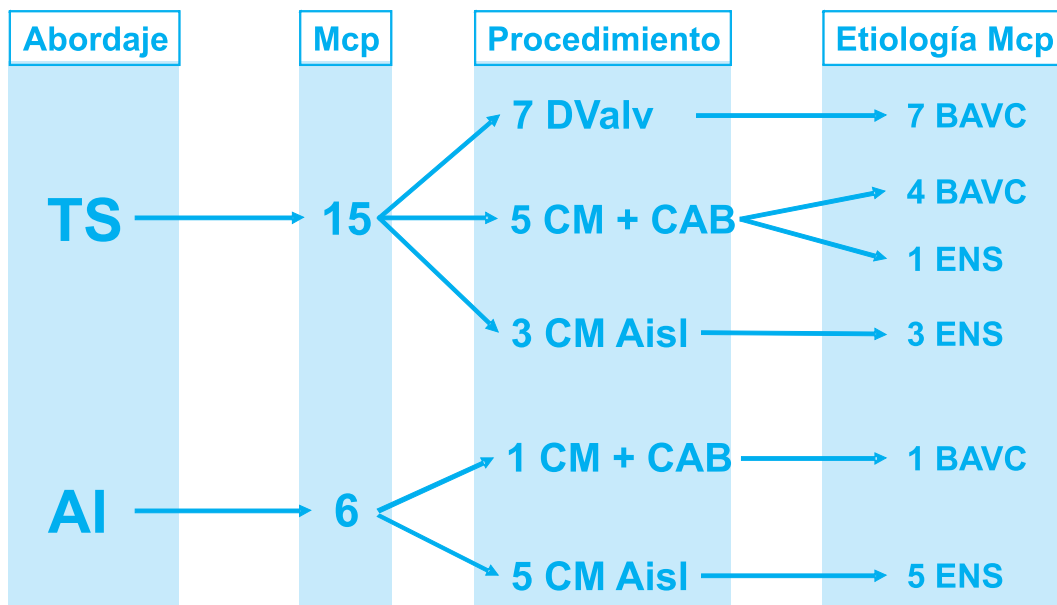 Abordaje
Mcp
Procedimiento
Etiología Mcp
TS
15
7 DValv
7 BAVC
5 CM + CAB
4 BAVC
1 ENS
3 CM Aisl
3 ENS
AI
6
1 CM + CAB
1 BAVC
5 CM Aisl
5 ENS